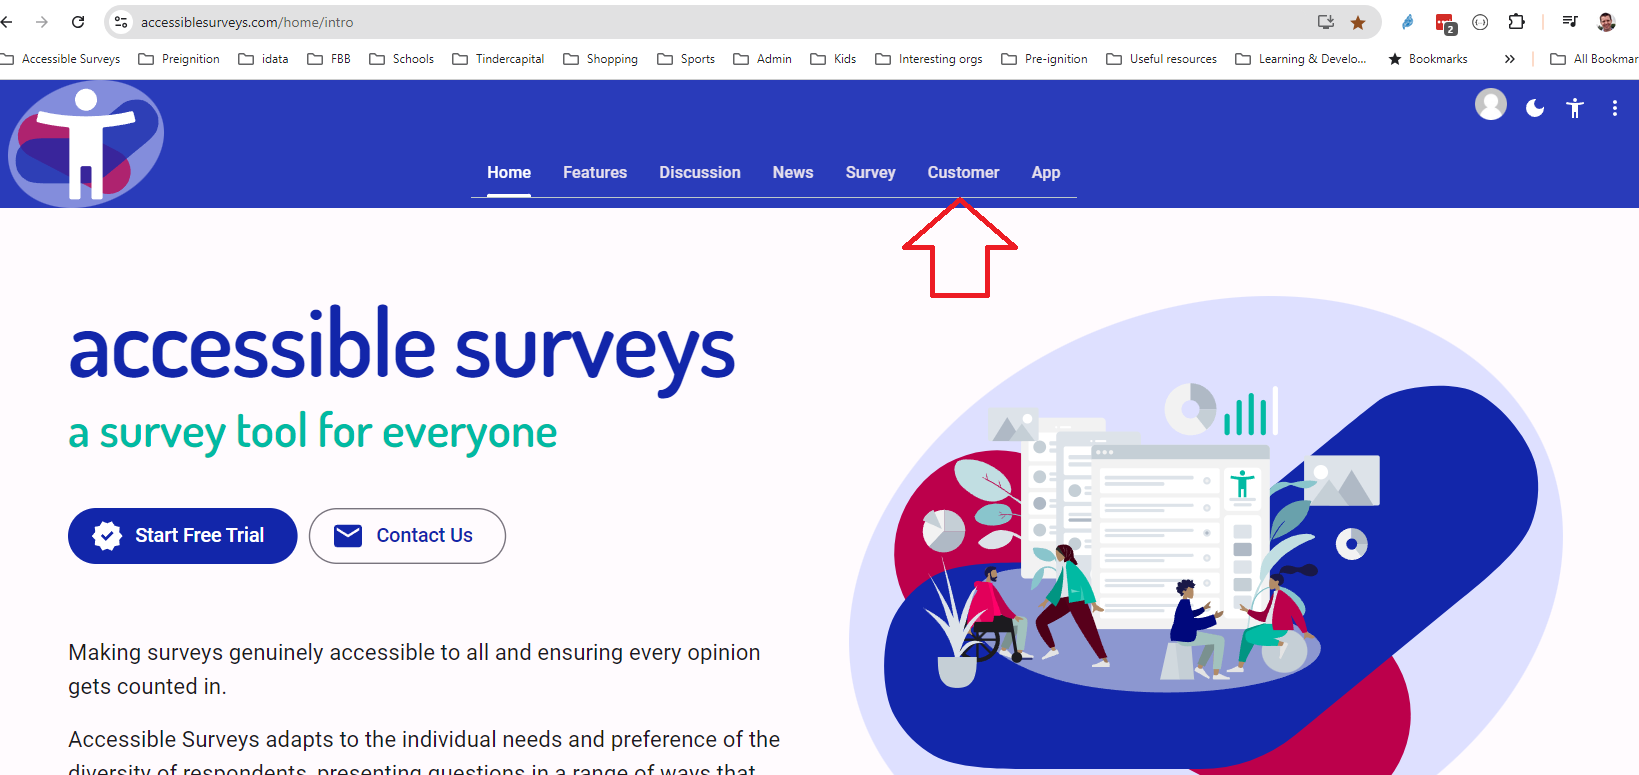 accessiblesurveys.com/home/intro
2
Accessible Surveys Preignition idata FBB Schools Tindercapital Shopping Sports Admin Kids Interesting orgs Pre-ignition Useful resources Learning & Develo... Bookmarks All Bookmar
Home Features Discussion News Survey Customer App
accessible surveys
a survey tool for everyone
Start Free Trial Contact Us
Making surveys genuinely accessible to all and ensuring every opinion
gets counted in.
Accessible Surveys adapts to the individual needs and preference of the
diversity of respondents, presenting questions in a range of ways that